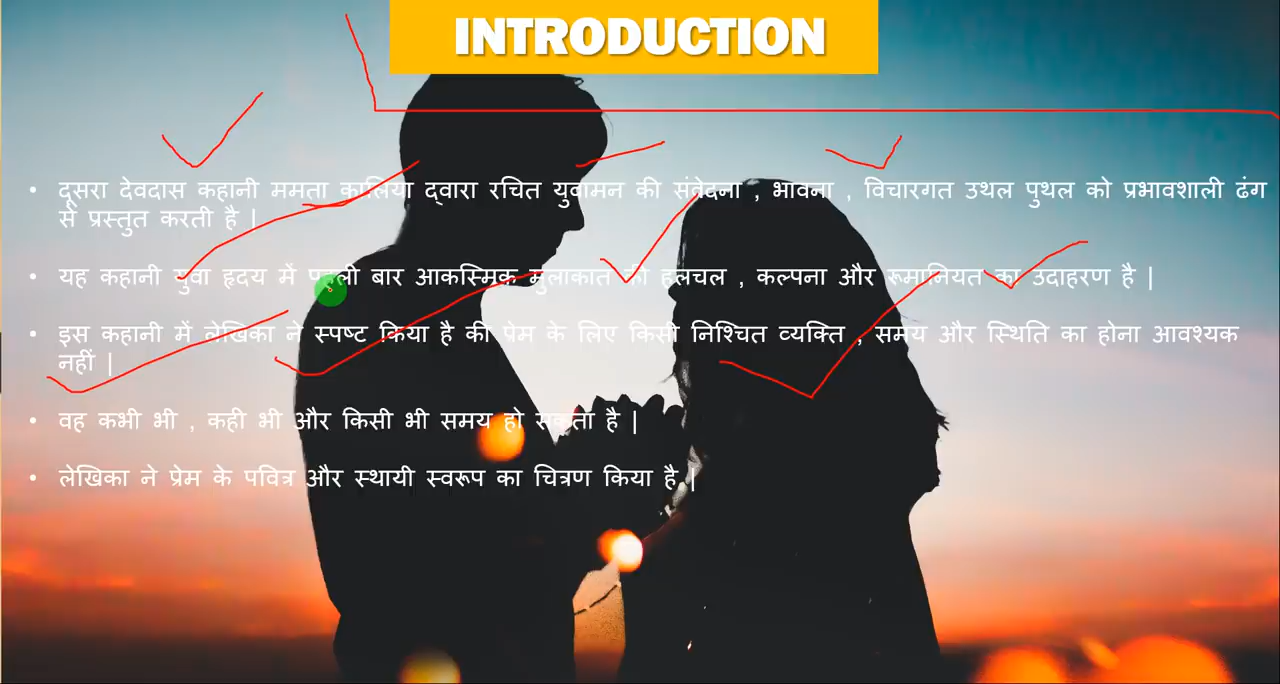 INTRODUCTION
• दूसरा देवदास कहानी ममता कालिया द्वारा रचित युवामन की संवेदना , भावना , विचारगत उथल पुथल को प्रभावशाली ढंग
से प्रस्तुत करती है |
• यह कहानी युवा हृदय में पहली बार आकस्मिक मुलाकात की हलचल , कल्पना और रूमानियत का उदाहरण है |
• इस कहानी में लेखिका ने स्पष्ट किया है की प्रेम के लिए किसी निश्चित व्यक्ति , समय और स्थिति का होना आवश्यक
नहीं |
• वह कभी भी , कही भी और किसी भी समय हो सकता है |
• लेखिका ने प्रेम के पवित्र और स्थायी स्वरूप का चित्रण किया है |